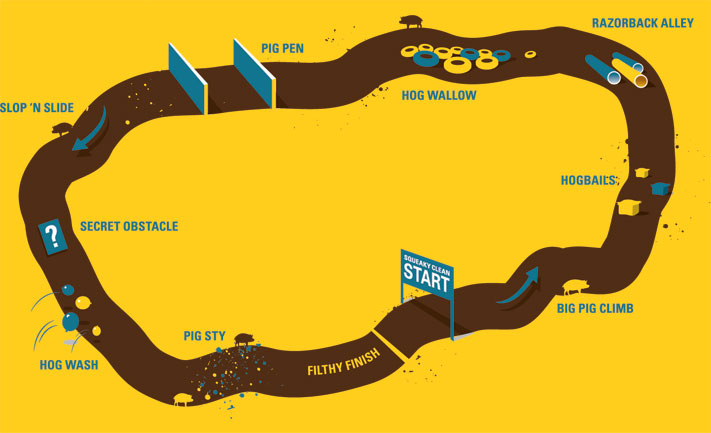 RAZORBACK ALLEY
PIG PEN
HOG WALLOW
SLOP 'N SLIDE
HOGBAILS
SECRET OBSTACLE
?
SQUEAKY CLEAN
START
BIG PIG CLIMB
PIG STY
FILTHY FINISH
HOG WASH